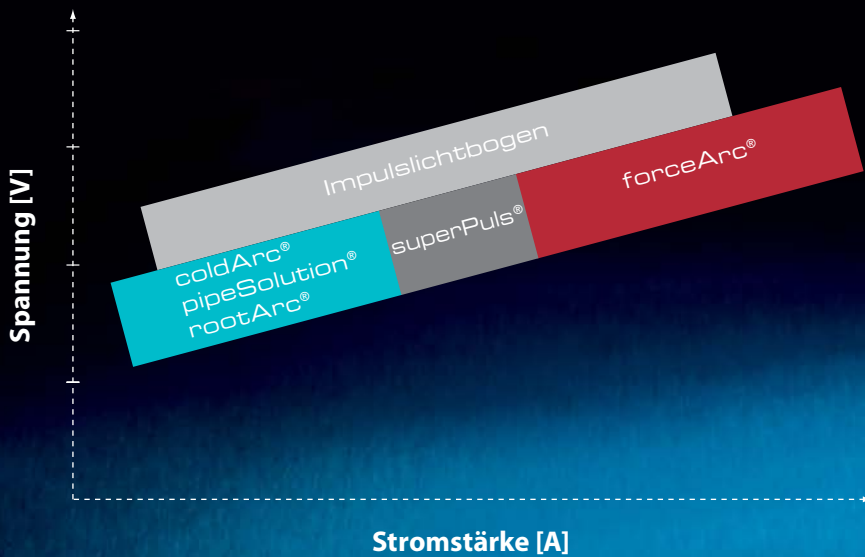 Spannung [V]
Impulslichtbogen
forceArc®
superPuls®
coldArc®
pipeSolution®
rootArc®
Stromstärke [A]